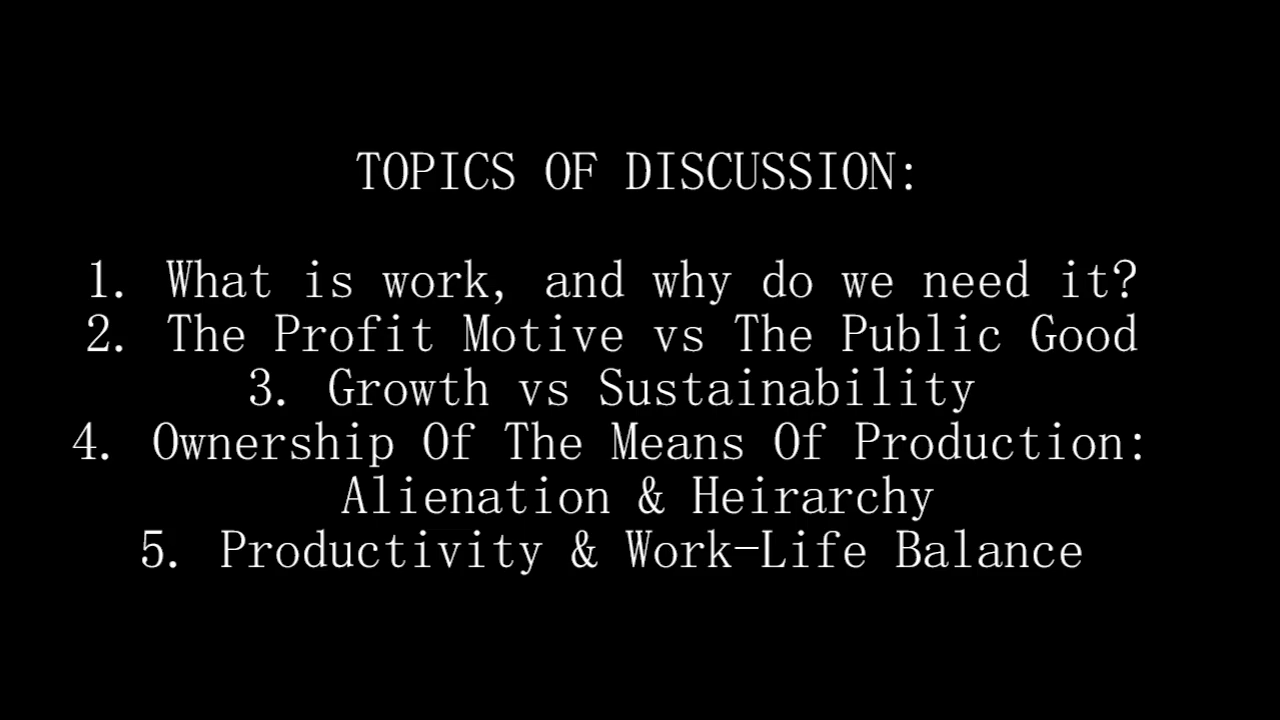 TOPICS OF DISCUSSION:
1. What is work, and why do we need it?
2. The Profit Motive vs The Public Good
3. Growth vs Sustainability
4. Ownership Of The Means Of Production:
Alienation & Heirarchy
5. Productivity & Work-Life Balance